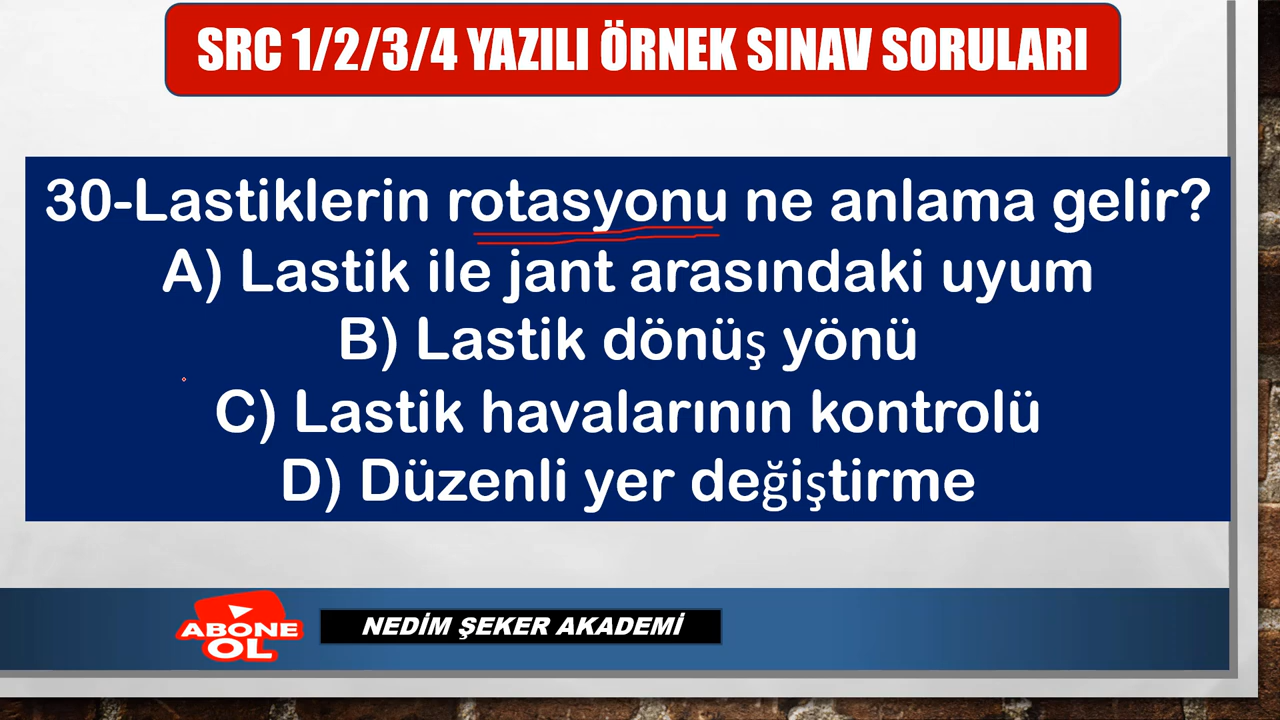 SRC 1/2/3/4 YAZILI ÖRNEK SINAV SORULARI
30-Lastiklerin rotasyonu ne anlama gelir?
A) Lastik ile jant arasındaki uyum
B) Lastik dönüş yönü
C) Lastik havalarının kontrolü
D) Düzenli yer değiştirme
ABONE
OL
NEDİM ŞEKER AKADEMİ